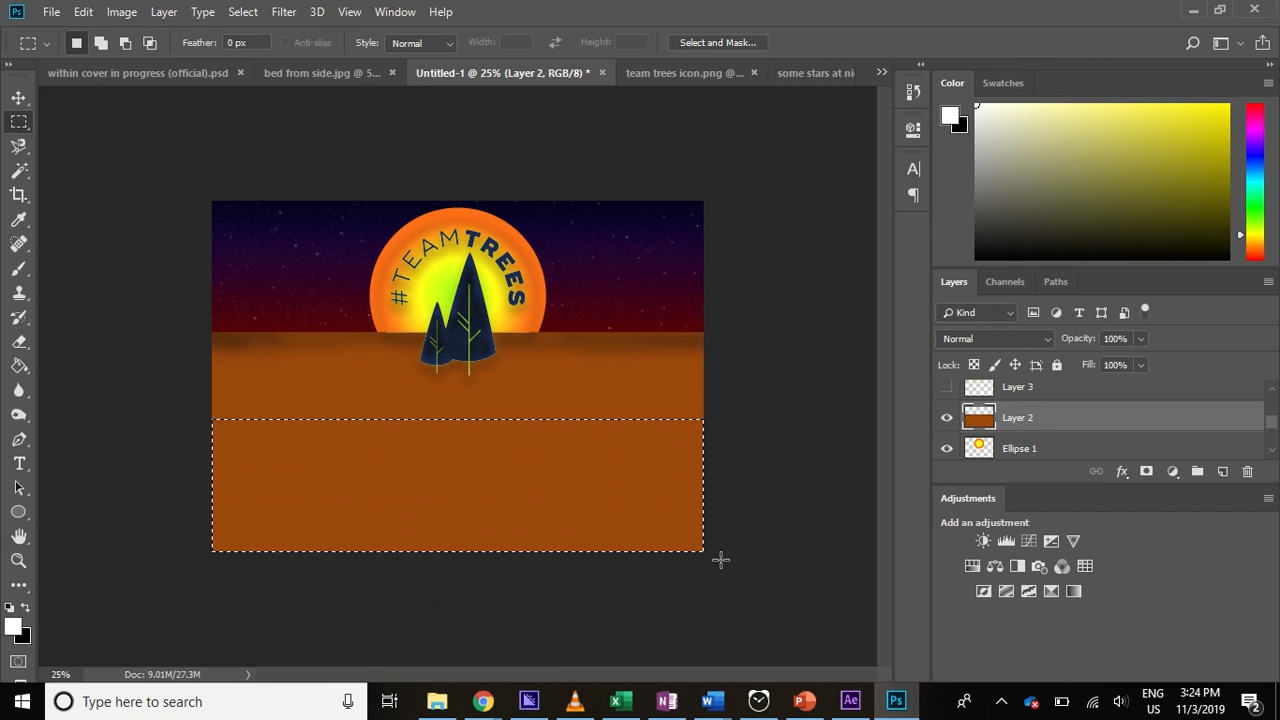 Ps File Edit Image Layer Type Select Filter 3D View Window Help
Feather: 0 px Anti-alias Style: Normal Width: Height: Select and Mask...
within cover in progress (official).psd × bed from side.jpg @ 5... × Untitled-1 @ 25% (Layer 2, RGB/8) * × team trees icon.png @... × some stars at ni
Color Swatches
#TEAMTREES
Layers Channels Paths
Kind
Normal Opacity: 100%
Lock: Fill: 100%
Layer 3
Layer 2
Ellipse 1
Adjustments
Add an adjustment
25% Doc: 9.01M/27.3M
Type here to search
Ae Ps
ENG
US
3:24 PM
11/3/2019
2